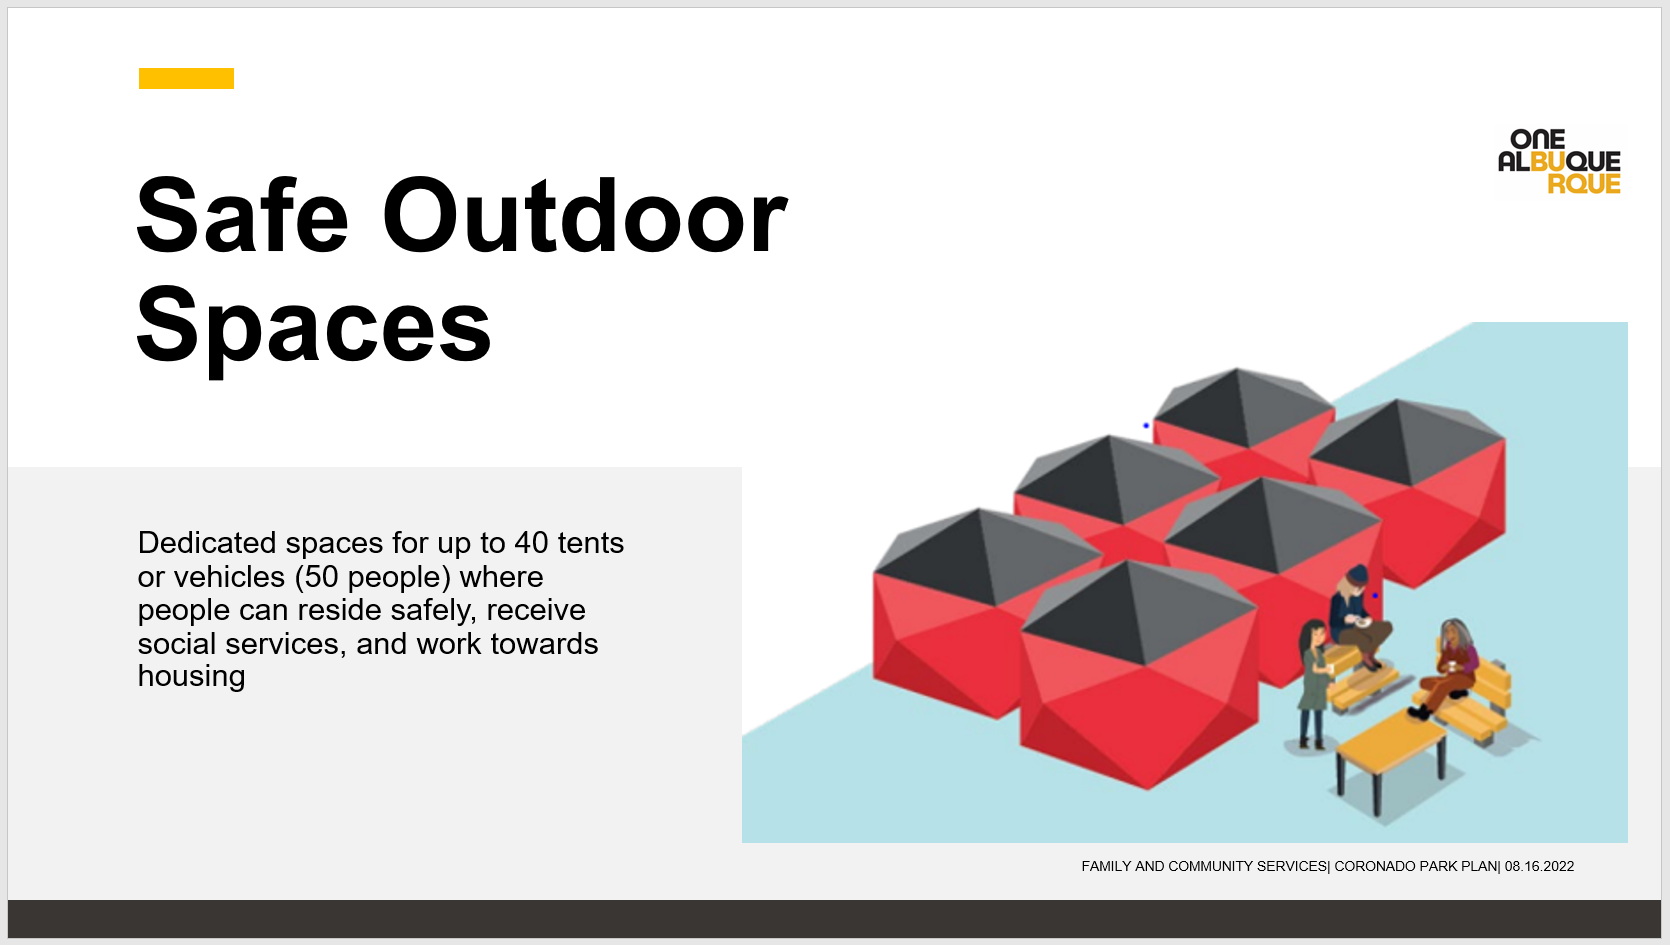 ONE
ALBUQUE
RQUE
Safe Outdoor
Spaces
Dedicated spaces for up to 40 tents
or vehicles (50 people) where
people can reside safely, receive
social services, and work towards
housing
FAMILY AND COMMUNITY SERVICES| CORONADO PARK PLAN| 08.16.2022